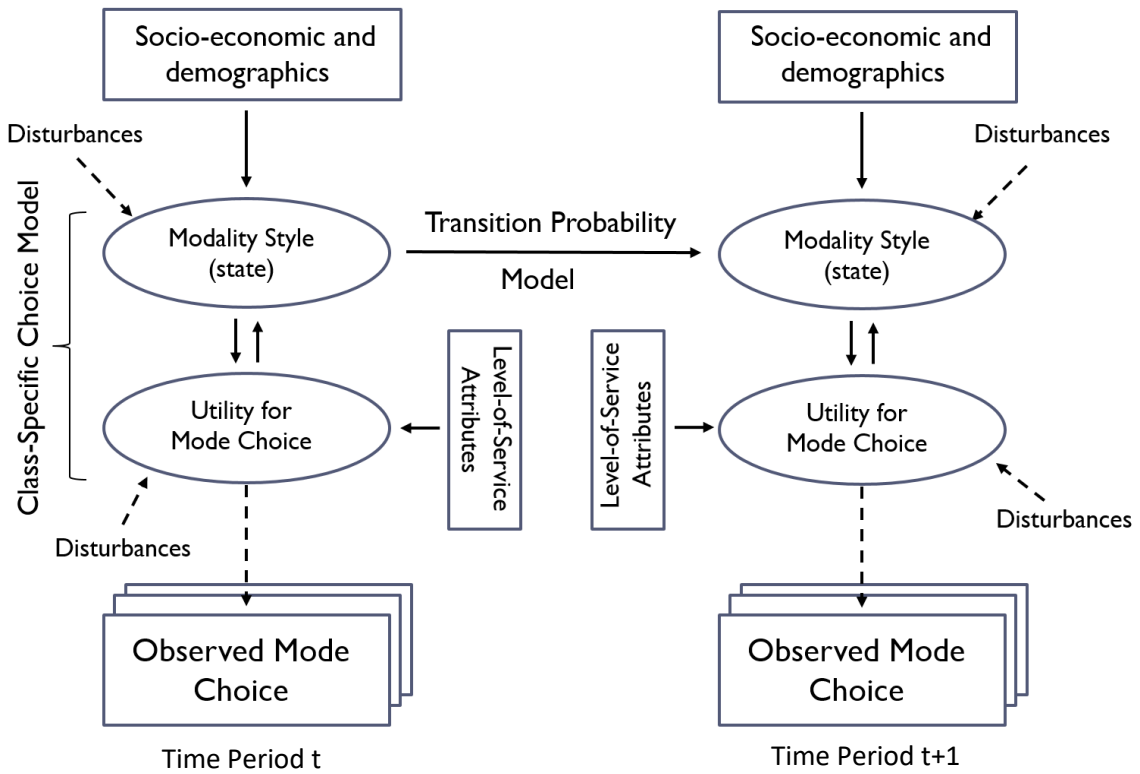 Socio-economic and
demographics
Socio-economic and
demographics
Disturbances
Disturbances
Class-Specific Choice Model
Modality Style
(state)
Transition Probability
Model
Modality Style
(state)
Utility for
Mode Choice
Level-of-Service
Attributes
Level-of-Service
Attributes
Utility for
Mode Choice
Disturbances
Disturbances
Observed Mode
Choice
Observed Mode
Choice
Time Period t
Time Period t+1